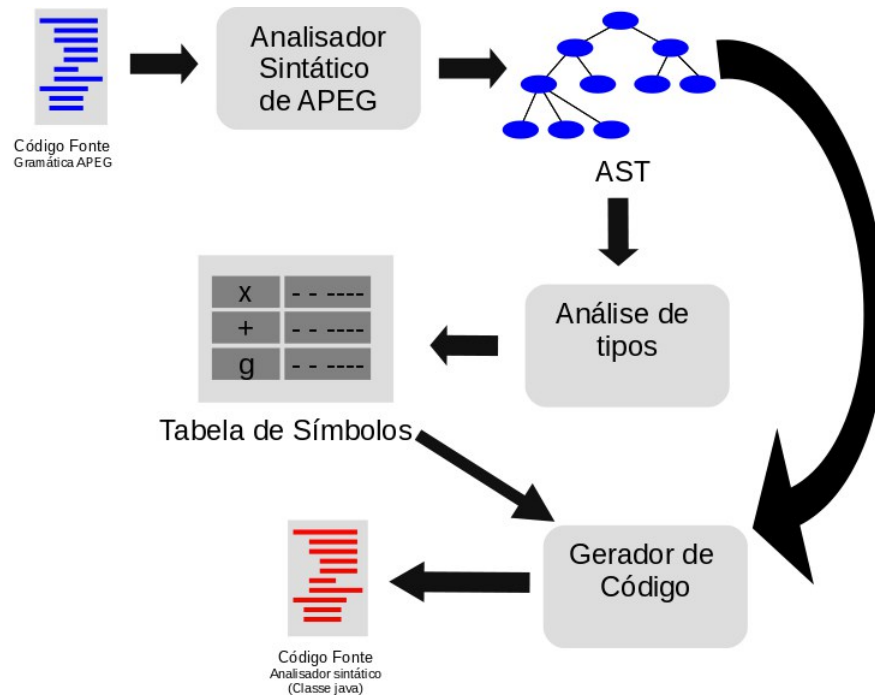 Analisador
Sintático
de APEG
Código Fonte
Gramática APEG
AST
x - - ----
+ - - ----
g - - ----
Análise de
tipos
Tabela de Símbolos
Gerador de
Código
Código Fonte
Analisador sintático
(Classe java)